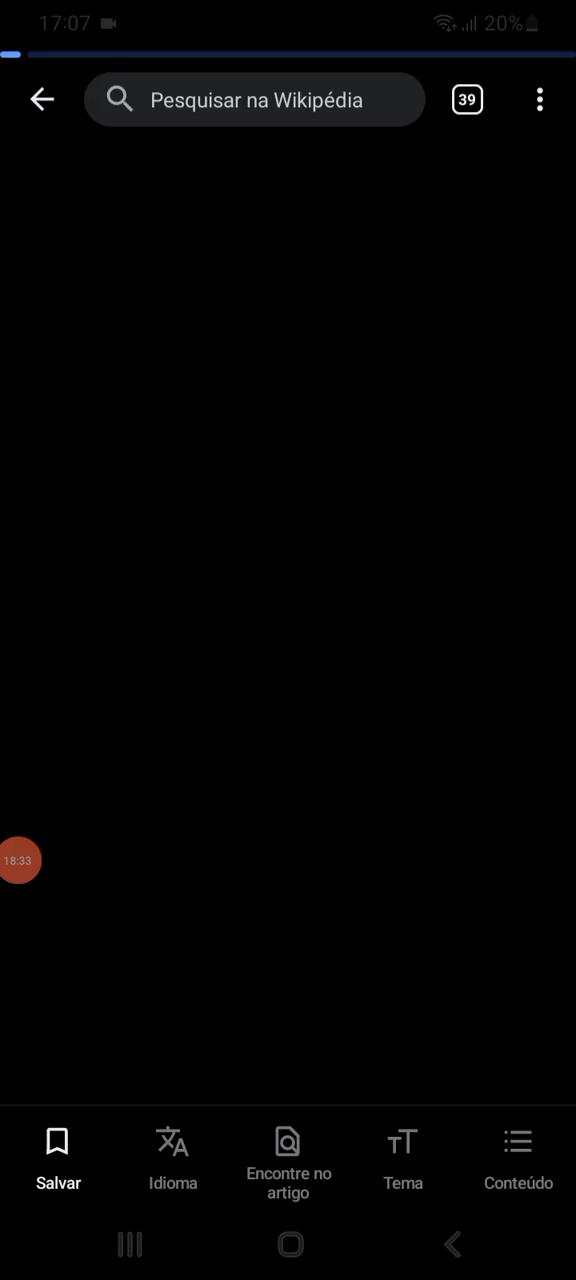 17:07 20%
Pesquisar na Wikipédia 39
18:33
Salvar Idioma Encontre no artigo Tema Conteúdo